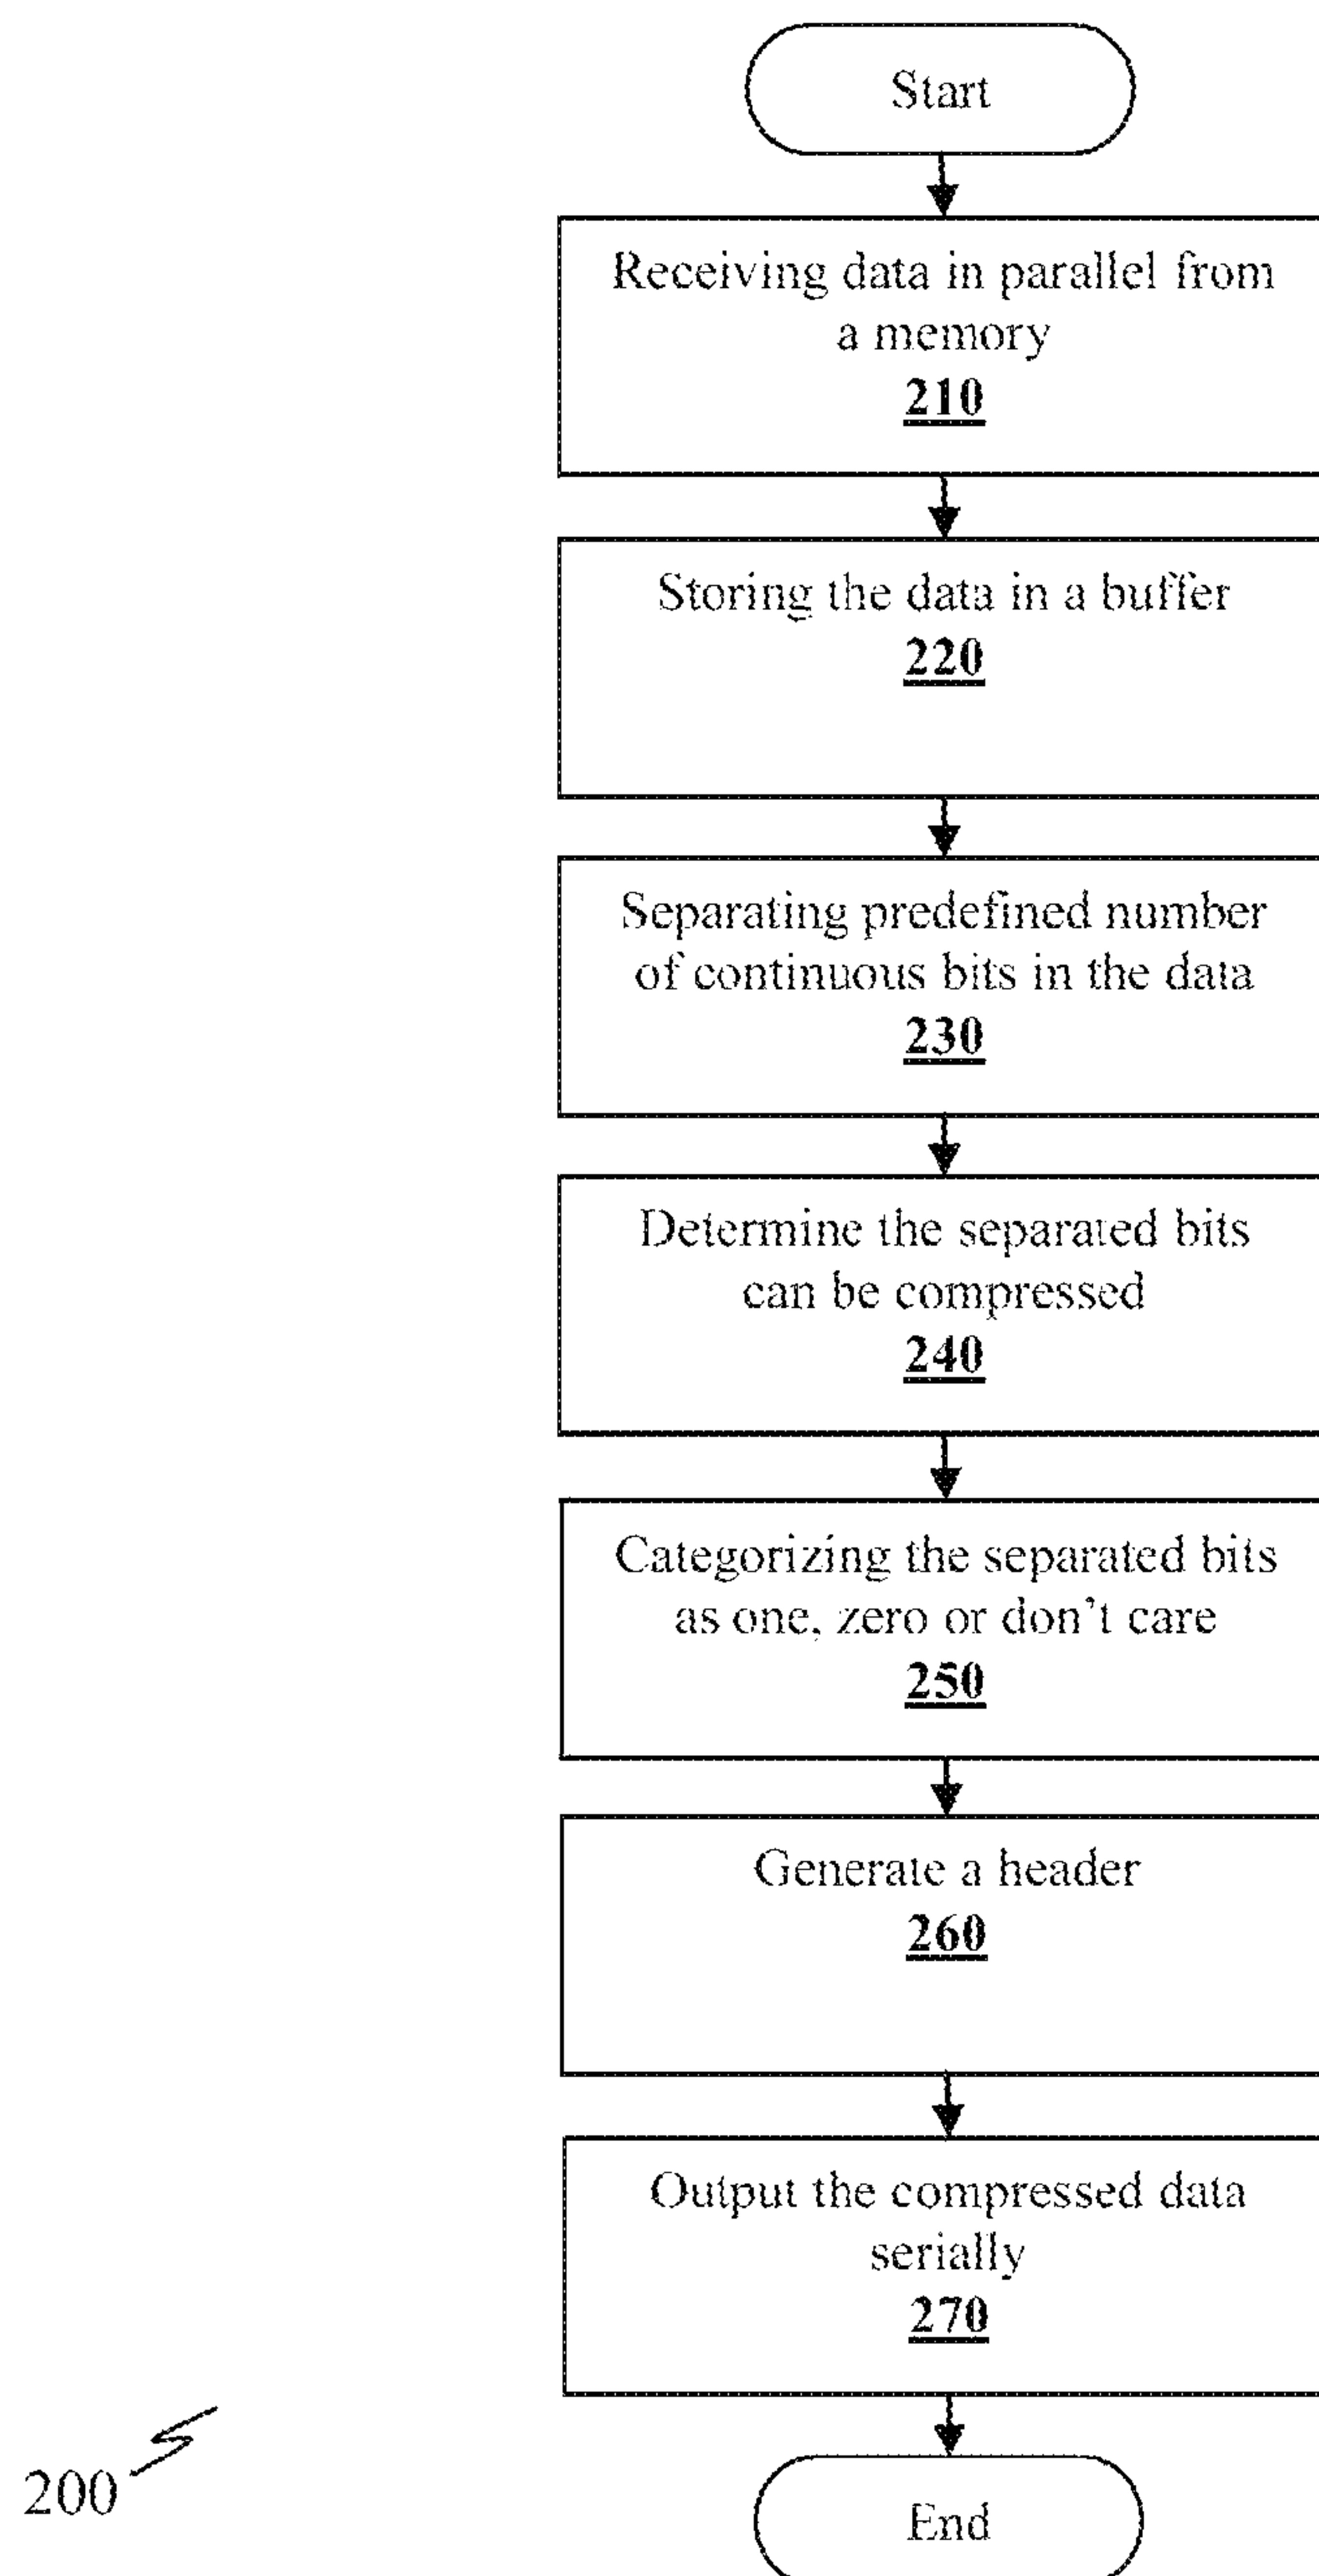 Start
Receiving data in parallel from
a memory
210
Storing the data in a buffer
220
Separating predefined number
of continuous bits in the data
230
Determine the separated bits
can be compressed
240
Categorizing the separated bits
as one, zero or don't care
250
Generate a header
260
Output the compressed data
serially
270
200
End